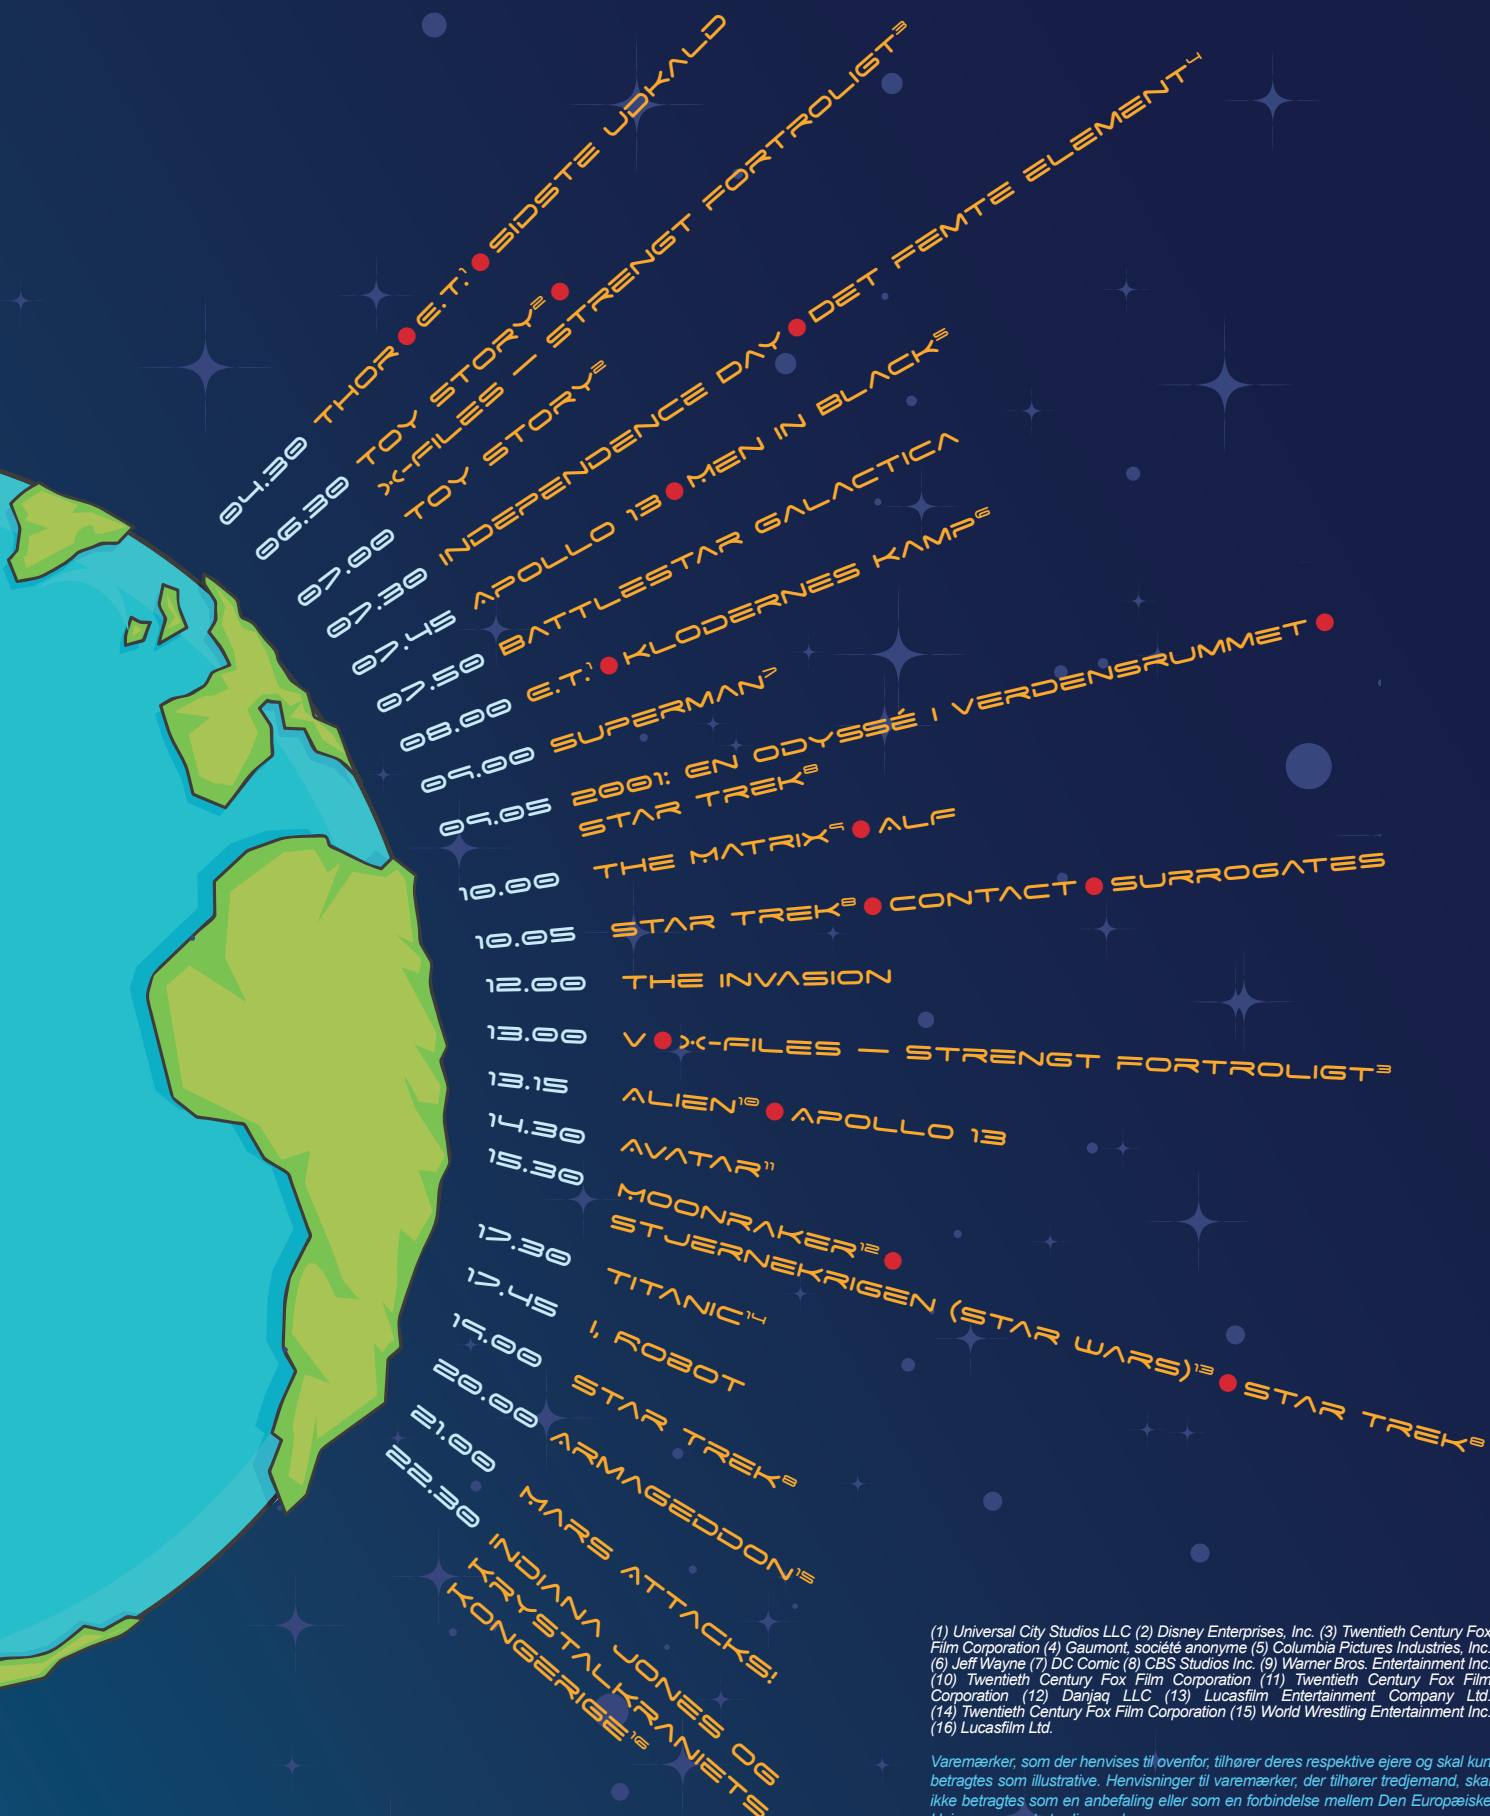 04.30 THOR • E.T.¹ • SIDSTE UDKALD
06.30 TOY STORY² •
X-FILES – STRENGT FORTROLIGT³
07.00 TOY STORY²
07.30 INDEPENDENCE DAY • DET FEMTE ELEMENT⁴
07.45 APOLLO 13 • MEN IN BLACK⁵
07.50 BATTLESTAR GALACTICA
08.00 E.T.¹ • KLODERNES KAMP⁶
09.00 SUPERMAN⁷
09.05 2001: EN ODYSSÉ I VERDENSRUMMET •
STAR TREK⁸
10.00 THE MATRIX⁹ • ALF
10.05 STAR TREK⁸ • CONTACT • SURROGATES
12.00 THE INVASION
13.00 V • X-FILES – STRENGT FORTROLIGT³
13.15 ALIEN¹⁰ • APOLLO 13
14.30 AVATAR¹¹
15.30 MOONRAKER¹² •
STJERNEKRIGEN (STAR WARS)¹³ • STAR TREK⁸
17.30 TITANIC¹⁴
17.45 I, ROBOT
19.00 STAR TREK⁸
20.00 ARMAGEDDON¹⁵
21.00 MARS ATTACKS!
22.30 INDIANA JONES OG
KRYSTALKRANIETS
KONGERIGE¹⁶
(1) Universal City Studios LLC (2) Disney Enterprises, Inc. (3) Twentieth Century Fox
Film Corporation (4) Gaumont, société anonyme (5) Columbia Pictures Industries, Inc.
(6) Jeff Wayne (7) DC Comic (8) CBS Studios Inc. (9) Warner Bros. Entertainment Inc.
(10) Twentieth Century Fox Film Corporation (11) Twentieth Century Fox Film
Corporation (12) Danjaq LLC (13) Lucasfilm Entertainment Company Ltd.
(14) Twentieth Century Fox Film Corporation (15) World Wrestling Entertainment Inc.
(16) Lucasfilm Ltd.
Varemærker, som der henvises til ovenfor, tilhører deres respektive ejere og skal kun
betragtes som illustrative. Henvisninger til varemærker, der tilhører tredjemand, skal
ikke betragtes som en anbefaling eller som en forbindelse mellem Den Europæiske